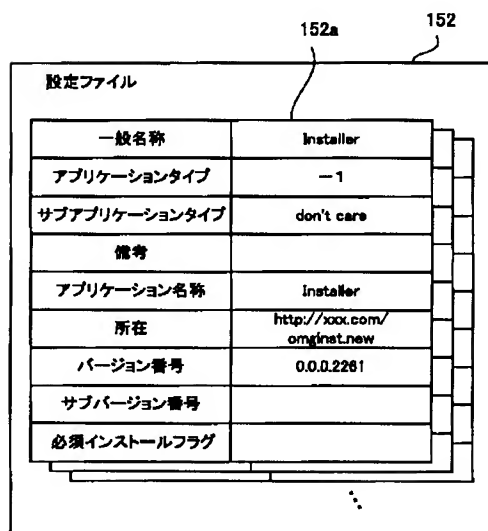 152a
152
設定ファイル
一般名称 Installer
アプリケーションタイプ −1
サブアプリケーションタイプ don't care
備考
アプリケーション名称 Installer
所在 http://xxx.com/
omginst.new
バージョン番号 0.0.0.2261
サブバージョン番号
必須インストールフラグ